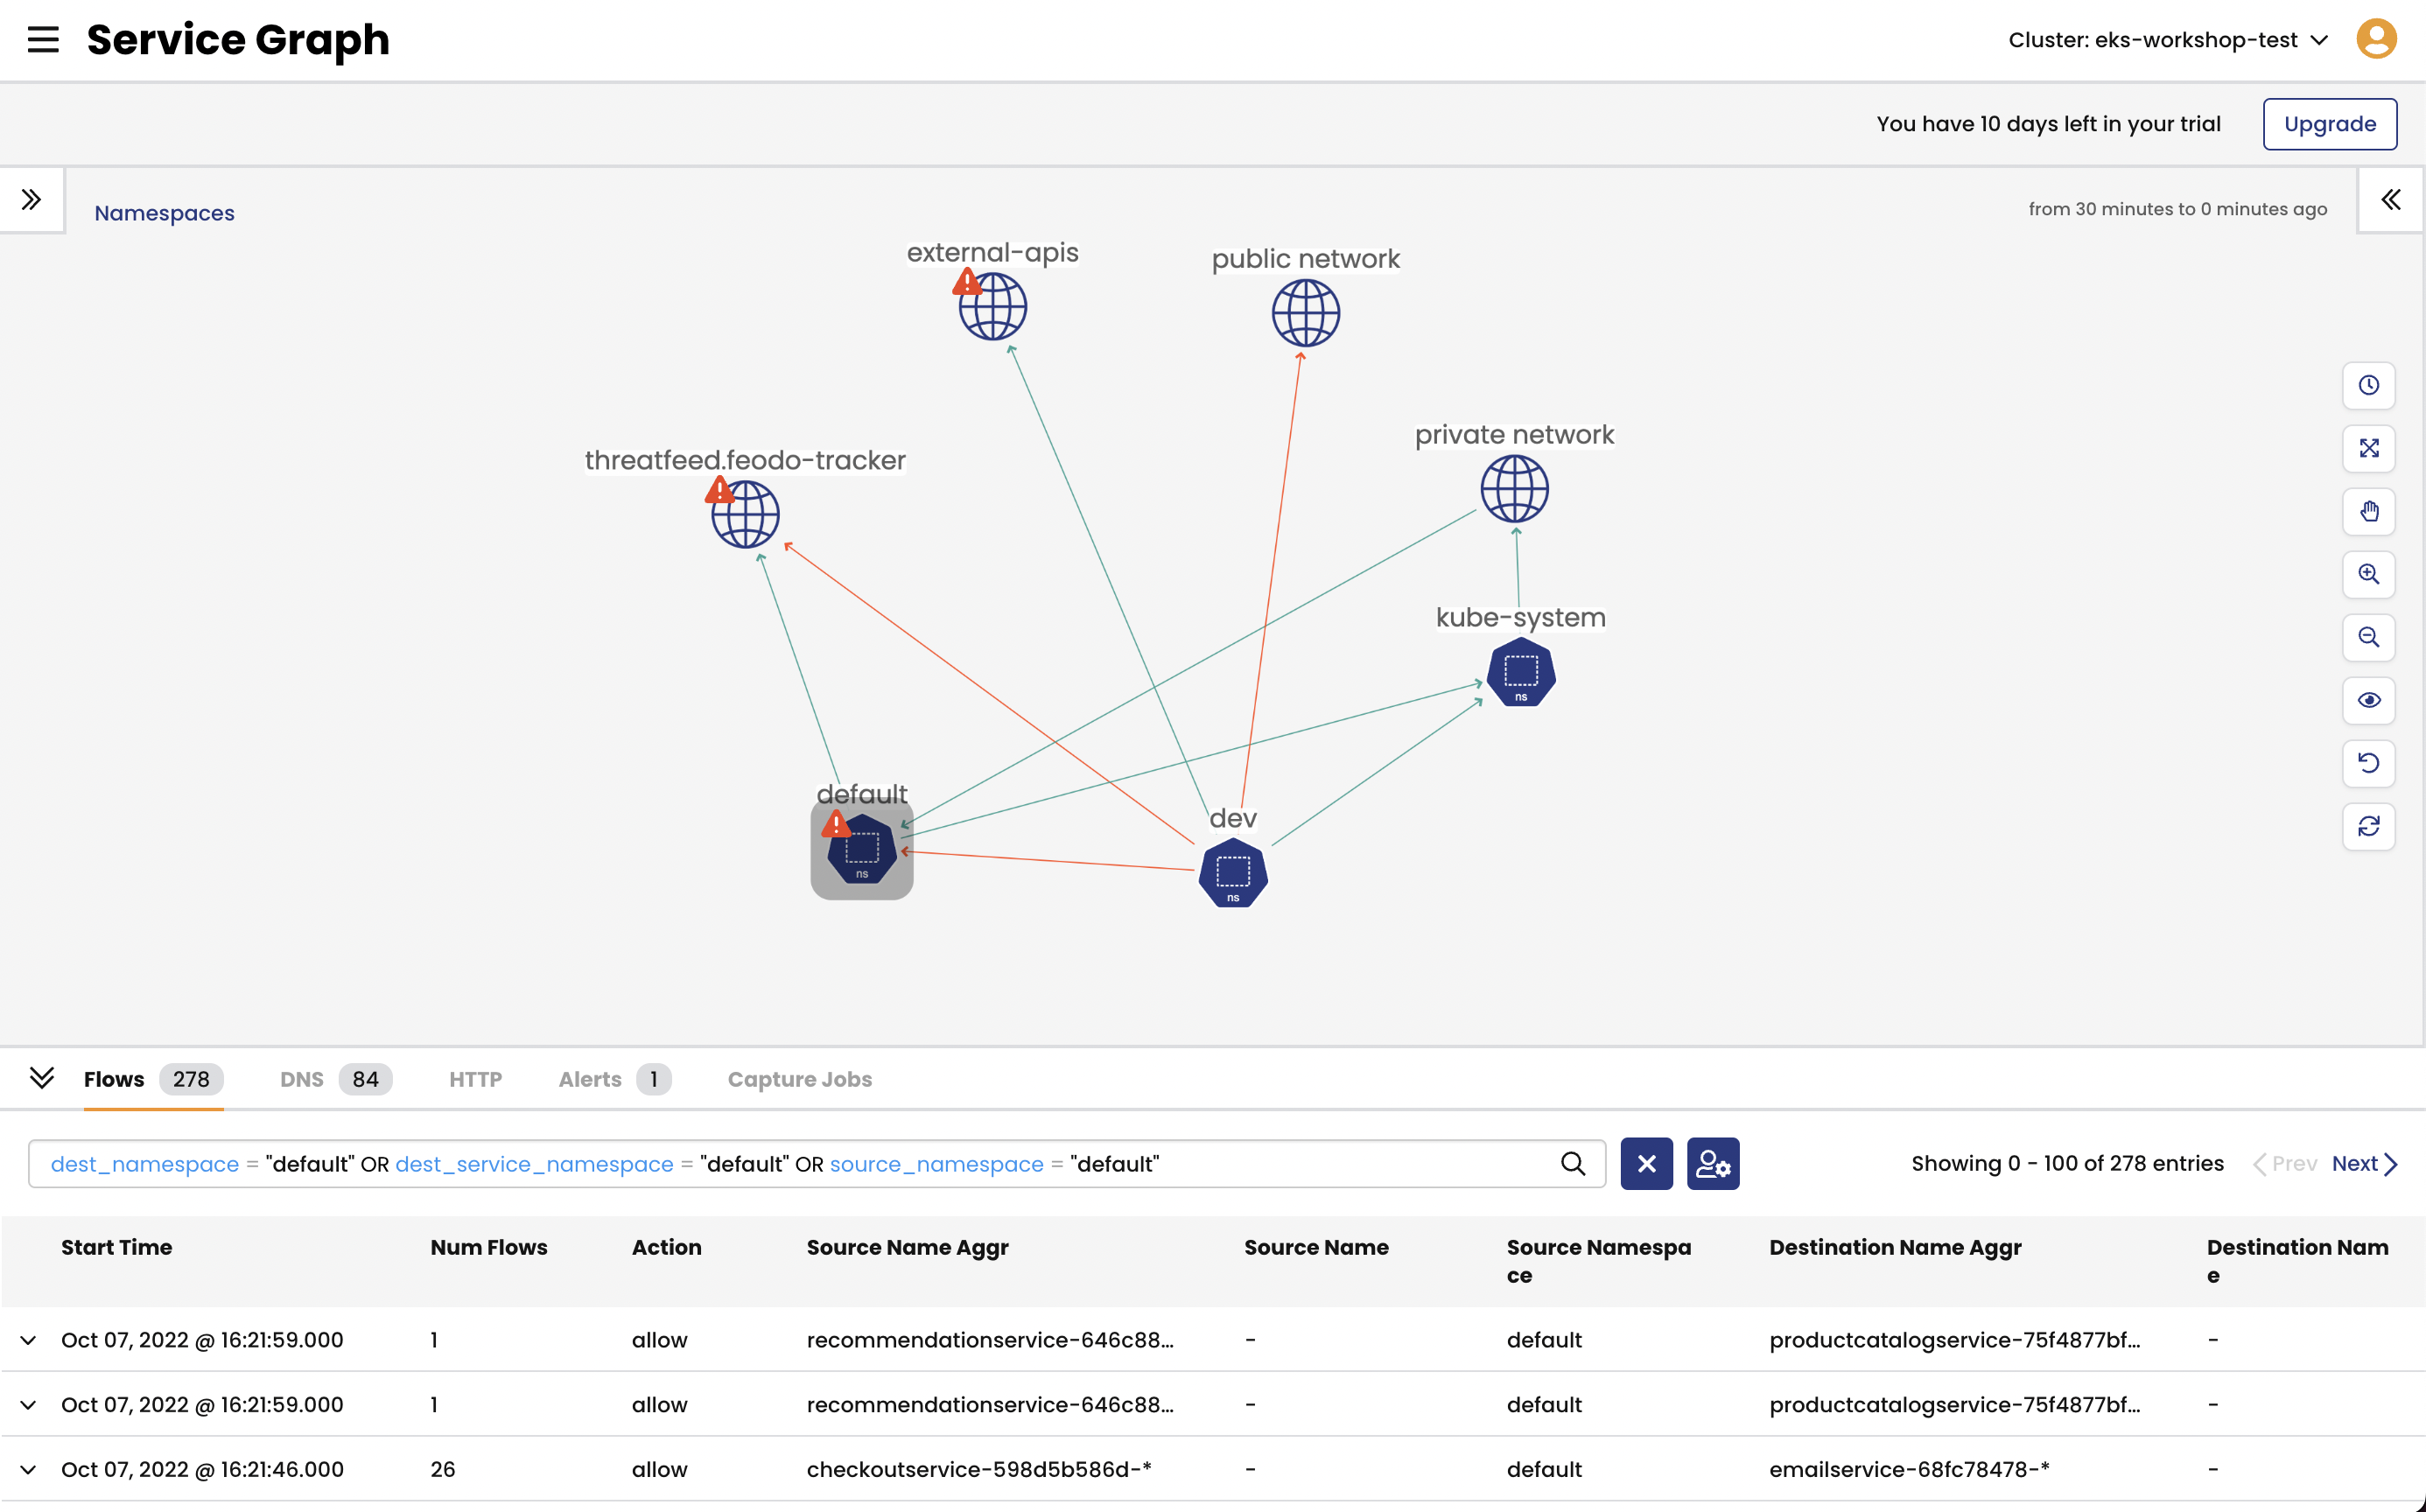 Service Graph
Cluster: eks-workshop-test
You have 10 days left in your trial
Upgrade
Namespaces
from 30 minutes to 0 minutes ago
external-apis
public network
private network
threatfeed.feodo-tracker
kube-system
ns
default
ns
dev
ns
Flows 278 DNS 84 HTTP Alerts 1 Capture Jobs
dest_namespace = "default" OR dest_service_namespace = "default" OR source_namespace = "default"
Showing 0 - 100 of 278 entries Prev Next
Start Time Num Flows Action Source Name Aggr Source Name Source Namespa Destination Name Aggr Destination Nam
ce e
Oct 07, 2022 @ 16:21:59.000 1 allow recommendationservice-646c88... - default productcatalogservice-75f4877bf... -
Oct 07, 2022 @ 16:21:59.000 1 allow recommendationservice-646c88... - default productcatalogservice-75f4877bf... -
Oct 07, 2022 @ 16:21:46.000 26 allow checkoutservice-598d5b586d-* - default emailservice-68fc78478-* -